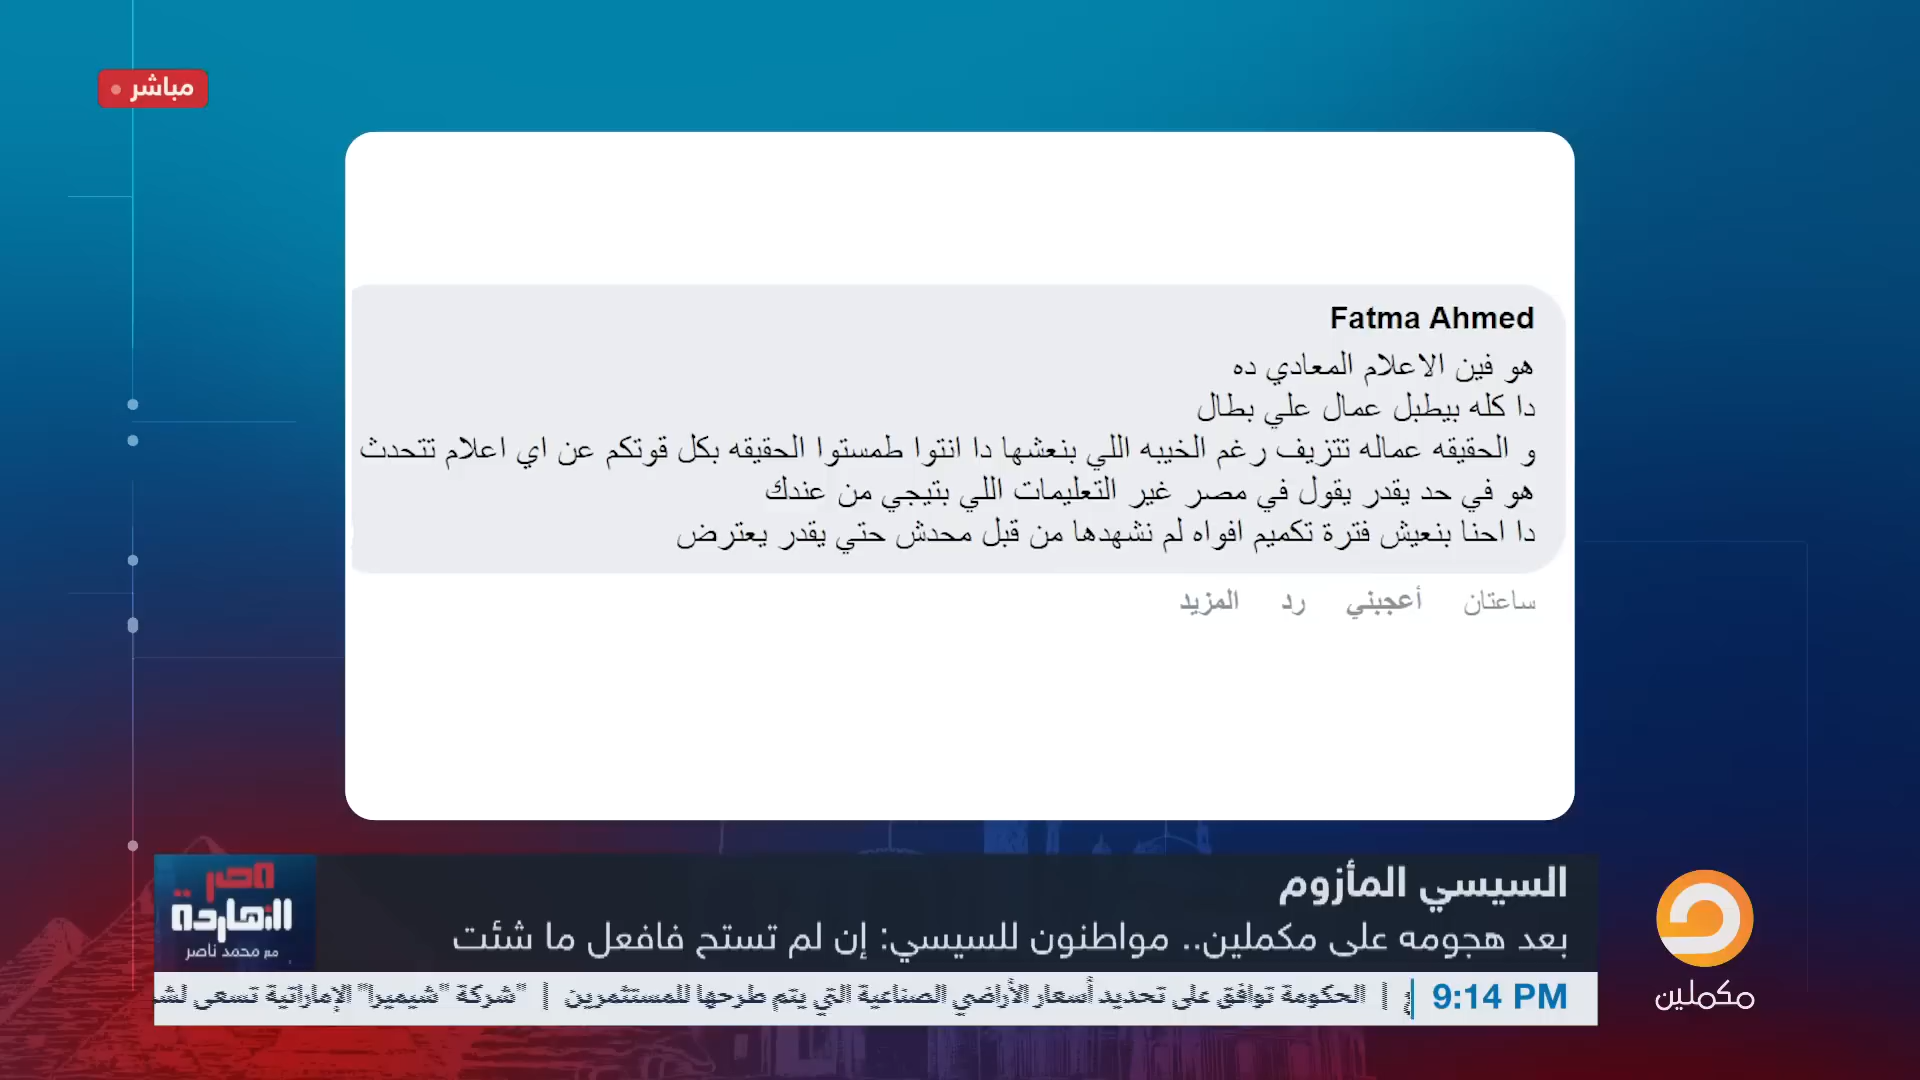 مباشر
Fatma Ahmed
هو فين الاعلام المعادي ده
دا كله بيطبل عمال علي بطال
و الحقيقه عماله تتزيف رغم الخيبه اللي بنعشها دا انتوا طمستوا الحقيقه بكل قوتكم عن اي اعلام تتحدث
هو في حد يقدر يقول في مصر غير التعليمات اللي بتيجي من عندك
دا احنا بنعيش فترة تكميم افواه لم نشهدها من قبل محدش حتي يقدر يعترض
ساعتان أعجبني رد المزيد
السيسي المأزوم
بعد هجومه على مكملين.. مواطنون للسيسي: إن لم تستح فافعل ما شئت
مصر
النهاردة
مع محمد ناصر
9:14 PM | الحكومة توافق على تحديد أسعار الأراضي الصناعية التي يتم طرحها للمستثمرين | "شركة "شيميرا" الإماراتية تسعى
مكملين